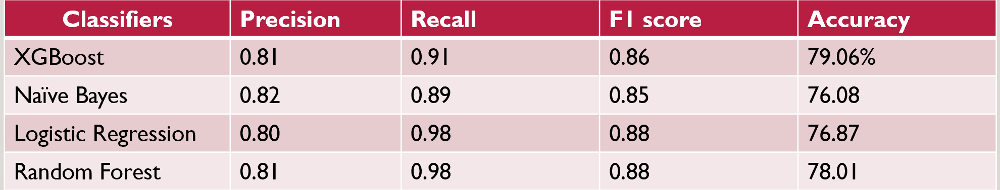 Classifiers Precision Recall F1 score Accuracy
XGBoost 0.81 0.91 0.86 79.06%
Naïve Bayes 0.82 0.89 0.85 76.08
Logistic Regression 0.80 0.98 0.88 76.87
Random Forest 0.81 0.98 0.88 78.01